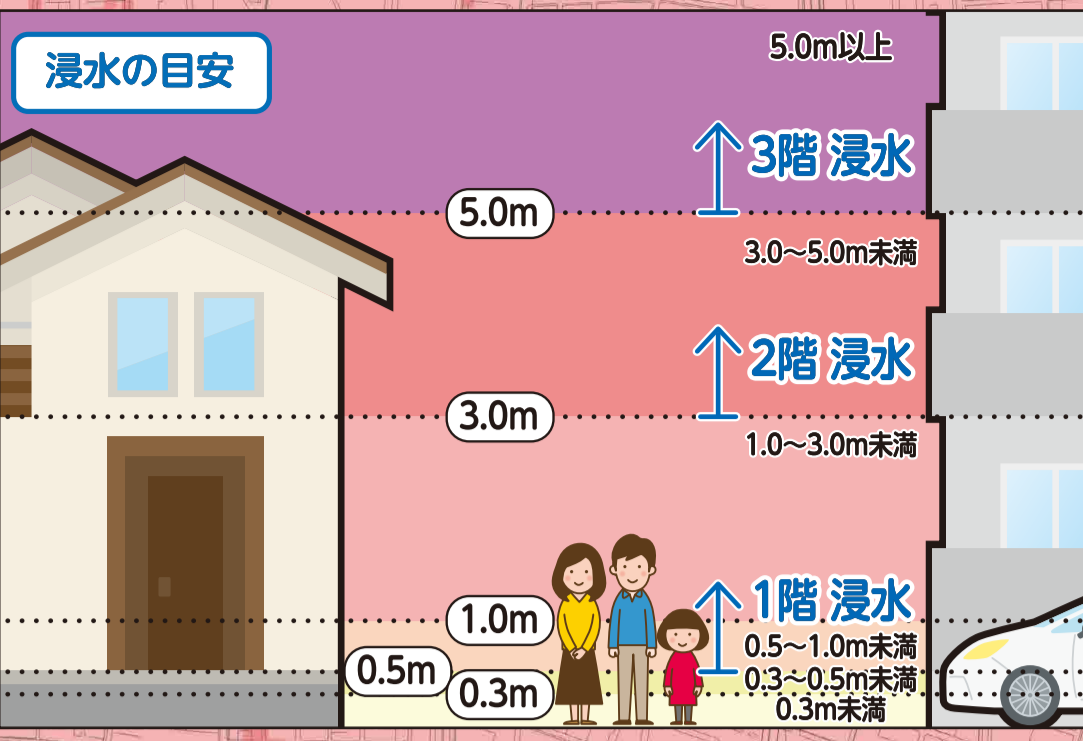 浸水の目安
5.0m以上
3階 浸水
5.0m
3.0～5.0m未満
2階 浸水
3.0m
1.0～3.0m未満
1階 浸水
1.0m
0.5～1.0m未満
0.5m
0.3～0.5m未満
0.3m
0.3m未満